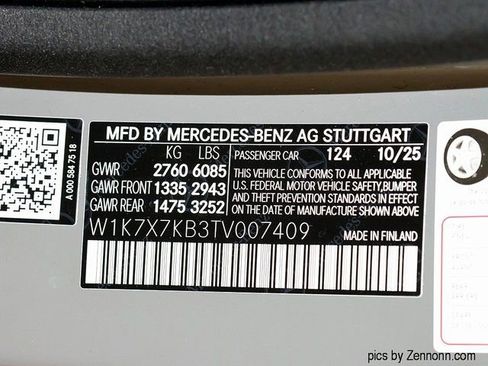 A 000 584 75 18
MFD BY MERCEDES-BENZ AG STUTTGART
KG LBS PASSENGER CAR 124 10/25
GVWR 2760 6085 THIS VEHICLE CONFORMS TO ALL APPLICABLE
GAWR FRONT 1335 2943 U.S. FEDERAL MOTOR VEHICLE SAFETY,BUMPER
GAWR REAR 1475 3252 AND THEFT PREVENTION STANDARDS IN EFFECT
ON THE DATE OF MANUFACTURE SHOWN ABOVE.
W1K7X7KB3TV007409 MADE IN FINLAND
pics by Zennonn.com